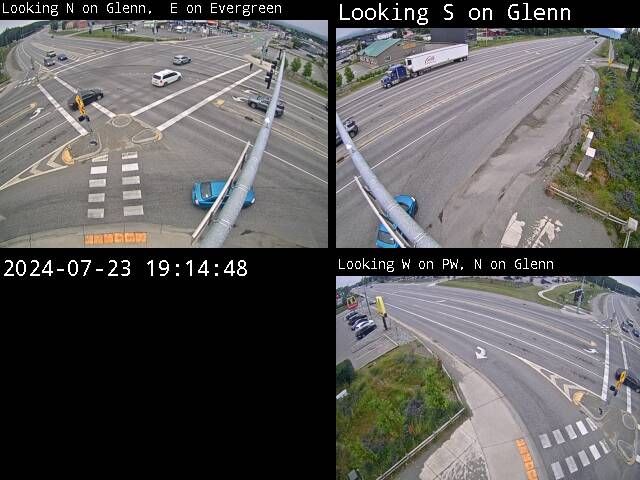 Looking N on Glenn, E on Evergreen
Looking S on Glenn
2024-07-23 19:14:48
Looking W on PW, N on Glenn